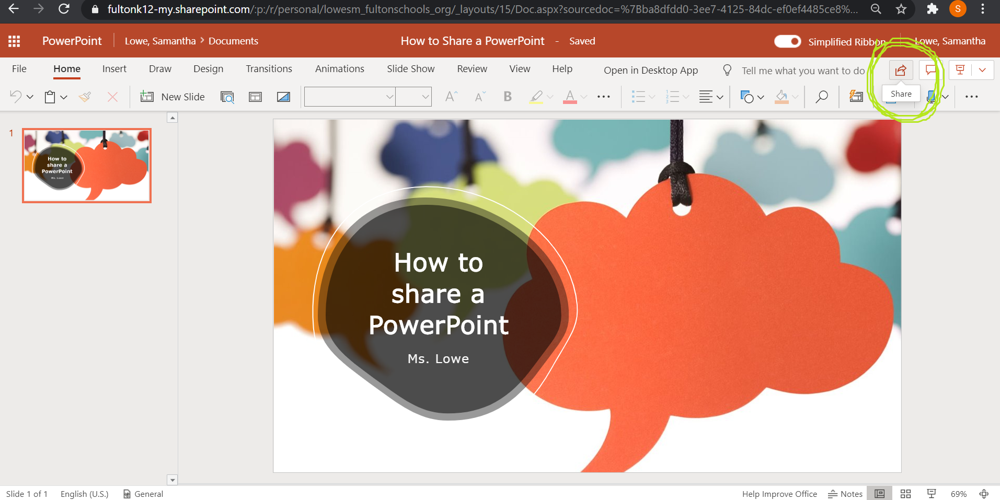 fultonk12-my.sharepoint.com/:p:/r/personal/lowesm_fultonschools_org/_layouts/15/Doc.aspx?sourcedoc=%7Bba8dfdd0-3ee7-4125-84dc-ef0ef4485ce8%... S
PowerPoint Lowe, Samantha > Documents How to Share a PowerPoint - Saved Simplified Ribbon Lowe, Samantha
File Home Insert Draw Design Transitions Animations Slide Show Review View Help Open in Desktop App Tell me what you want to do
New Slide A A B A Share
1
How to
share a
PowerPoint
Ms. Lowe
How to
share a
PowerPoint
Ms. Lowe
Slide 1 of 1 English (U.S.) General Help Improve Office Notes 69%